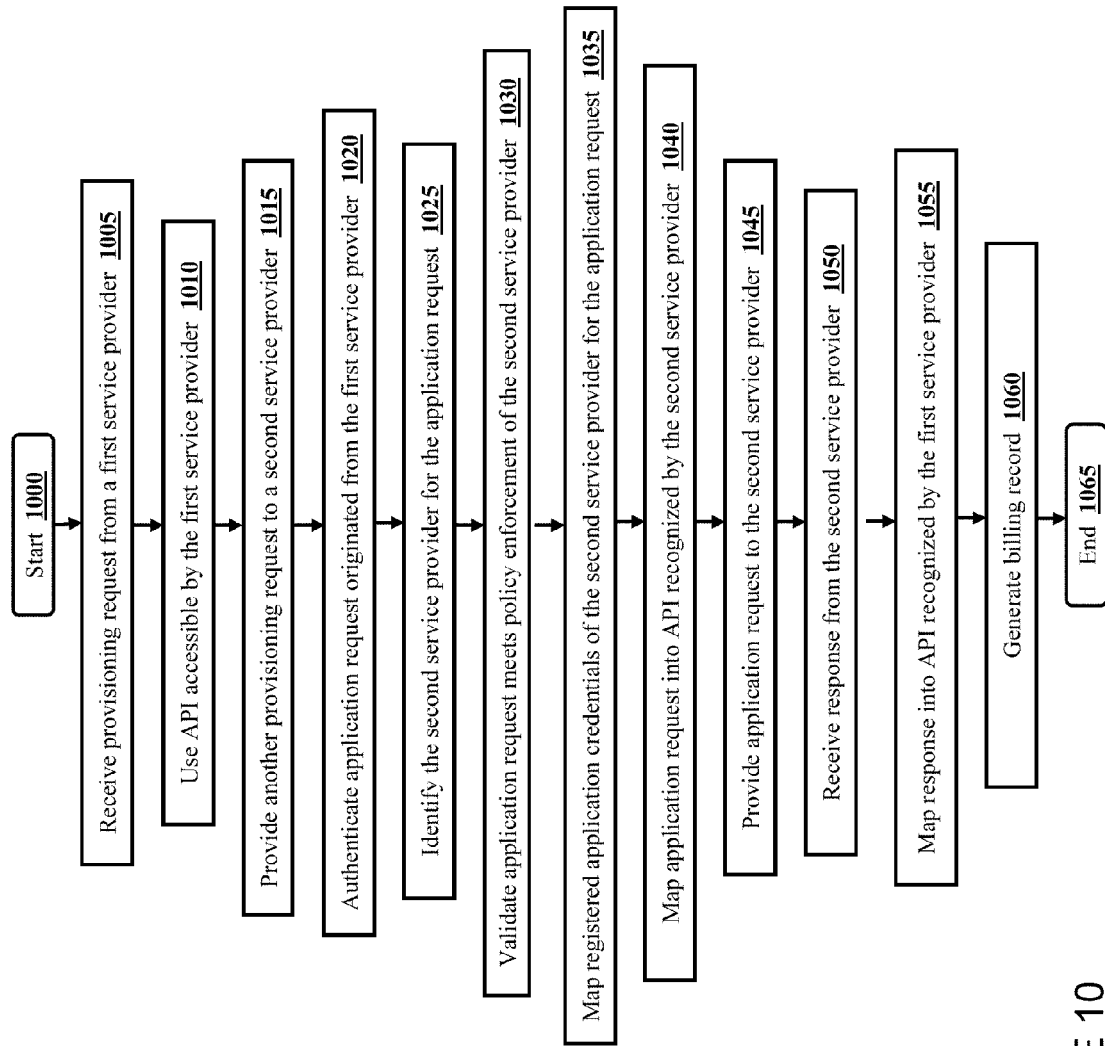 Start 1000
Receive provisioning request from a first service provider 1005
Use API accessible by the first service provider 1010
Provide another provisioning request to a second service provider 1015
Authenticate application request originated from the first service provider 1020
Identify the second service provider for the application request 1025
Validate application request meets policy enforcement of the second service provider 1030
Map registered application credentials of the second service provider for the application request 1035
Map application request into API recognized by the second service provider 1040
Provide application request to the second service provider 1045
Receive response from the second service provider 1050
Map response into API recognized by the first service provider 1055
Generate billing record 1060
End 1065
E 10